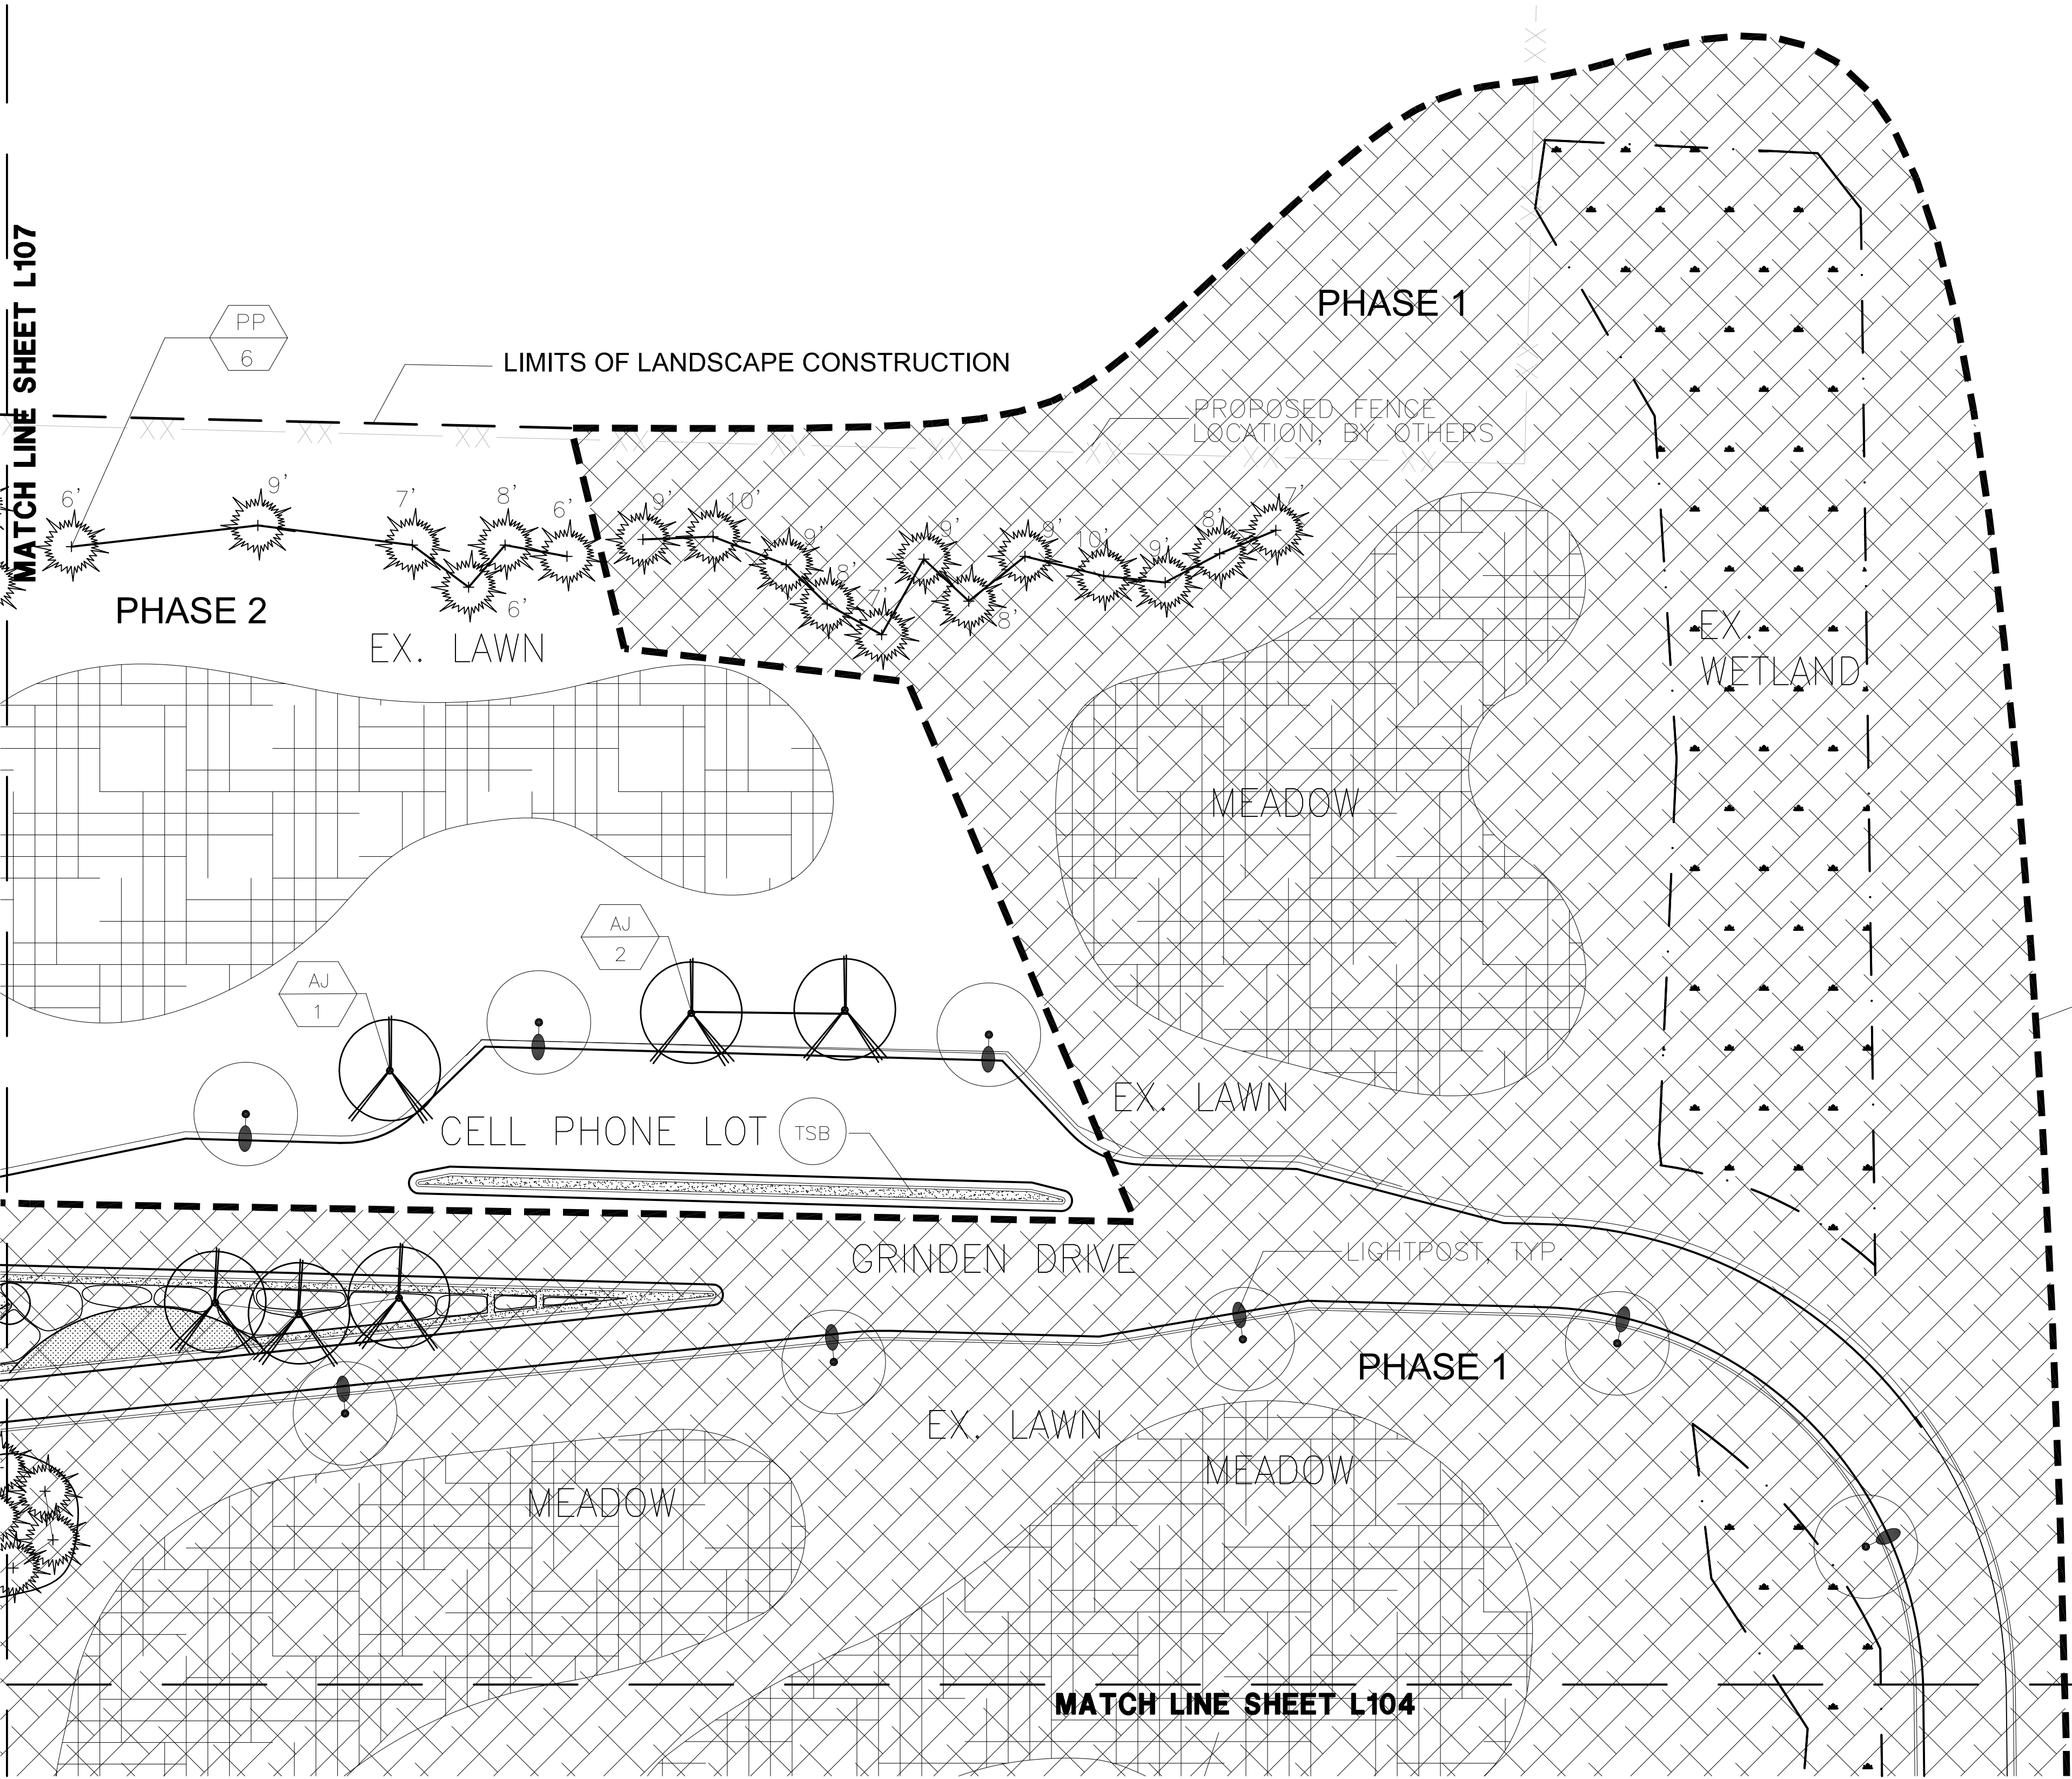 MATCH LINE SHEET L107
PHASE 1
PP
6
LIMITS OF LANDSCAPE CONSTRUCTION
PROPOSED FENCE
LOCATION, BY OTHERS
6'
9'
7'
8'
6'
6'
9'
10'
9'
8'
7'
9'
8'
9'
10'
9'
8'
7'
PHASE 2
EX. LAWN
EX.
WETLAND
MEADOW
AJ
2
AJ
1
EX. LAWN
CELL PHONE LOT
TSB
GRINDEN DRIVE
LIGHTPOST, TYP.
PHASE 1
EX. LAWN
MEADOW
MEADOW
MATCH LINE SHEET L104